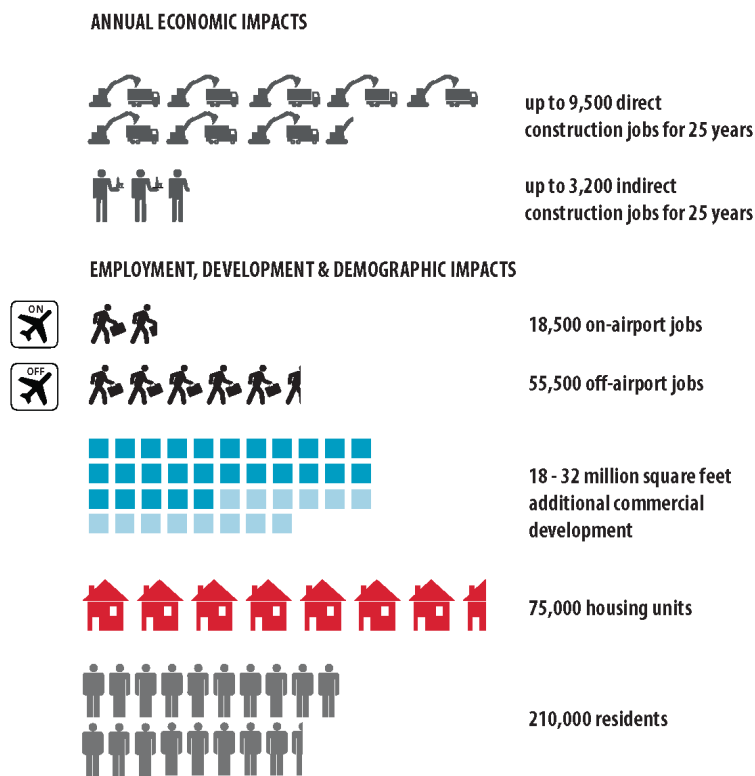 ANNUAL ECONOMIC IMPACTS
up to 9,500 direct
construction jobs for 25 years
up to 3,200 indirect
construction jobs for 25 years
EMPLOYMENT, DEVELOPMENT & DEMOGRAPHIC IMPACTS
ON
18,500 on-airport jobs
OFF
55,500 off-airport jobs
18 - 32 million square feet
additional commercial
development
75,000 housing units
210,000 residents